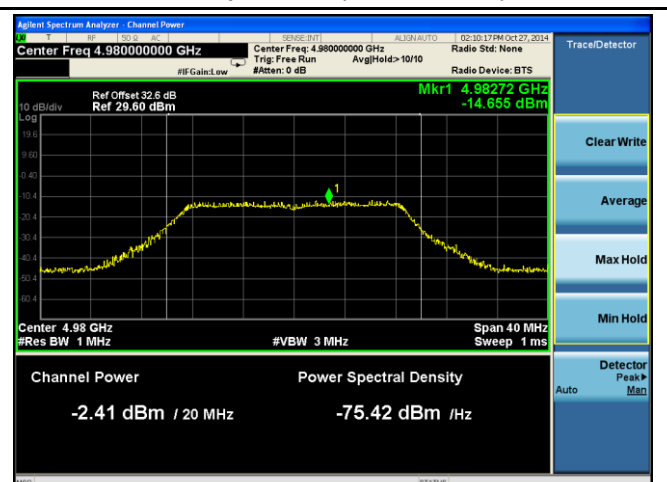 Agilent Spectrum Analyzer - Channel Power
LXI T RF 50 Ω AC SENSE:INT ALIGN AUTO 02:10:17 PM Oct 27, 2014
Center Freq 4.980000000 GHz
Center Freq: 4.980000000 GHz
Radio Std: None
Trig: Free Run Avg|Hold:>10/10
#IFGain:Low #Atten: 0 dB Radio Device: BTS
Trace/Detector
Ref Offset 32.6 dB
10 dB/div Ref 29.60 dBm
Mkr1 4.98272 GHz
-14.655 dBm
Log
19.6
9.60
-0.40
-10.4
-20.4
-30.4
-40.4
-50.4
-60.4
1
Center 4.98 GHz Span 40 MHz
#Res BW 1 MHz #VBW 3 MHz Sweep 1 ms
Channel Power Power Spectral Density
-2.41 dBm / 20 MHz -75.42 dBm /Hz
Clear Write
Average
Max Hold
Min Hold
Detector
Peak▶
Auto Man
MSG STATUS